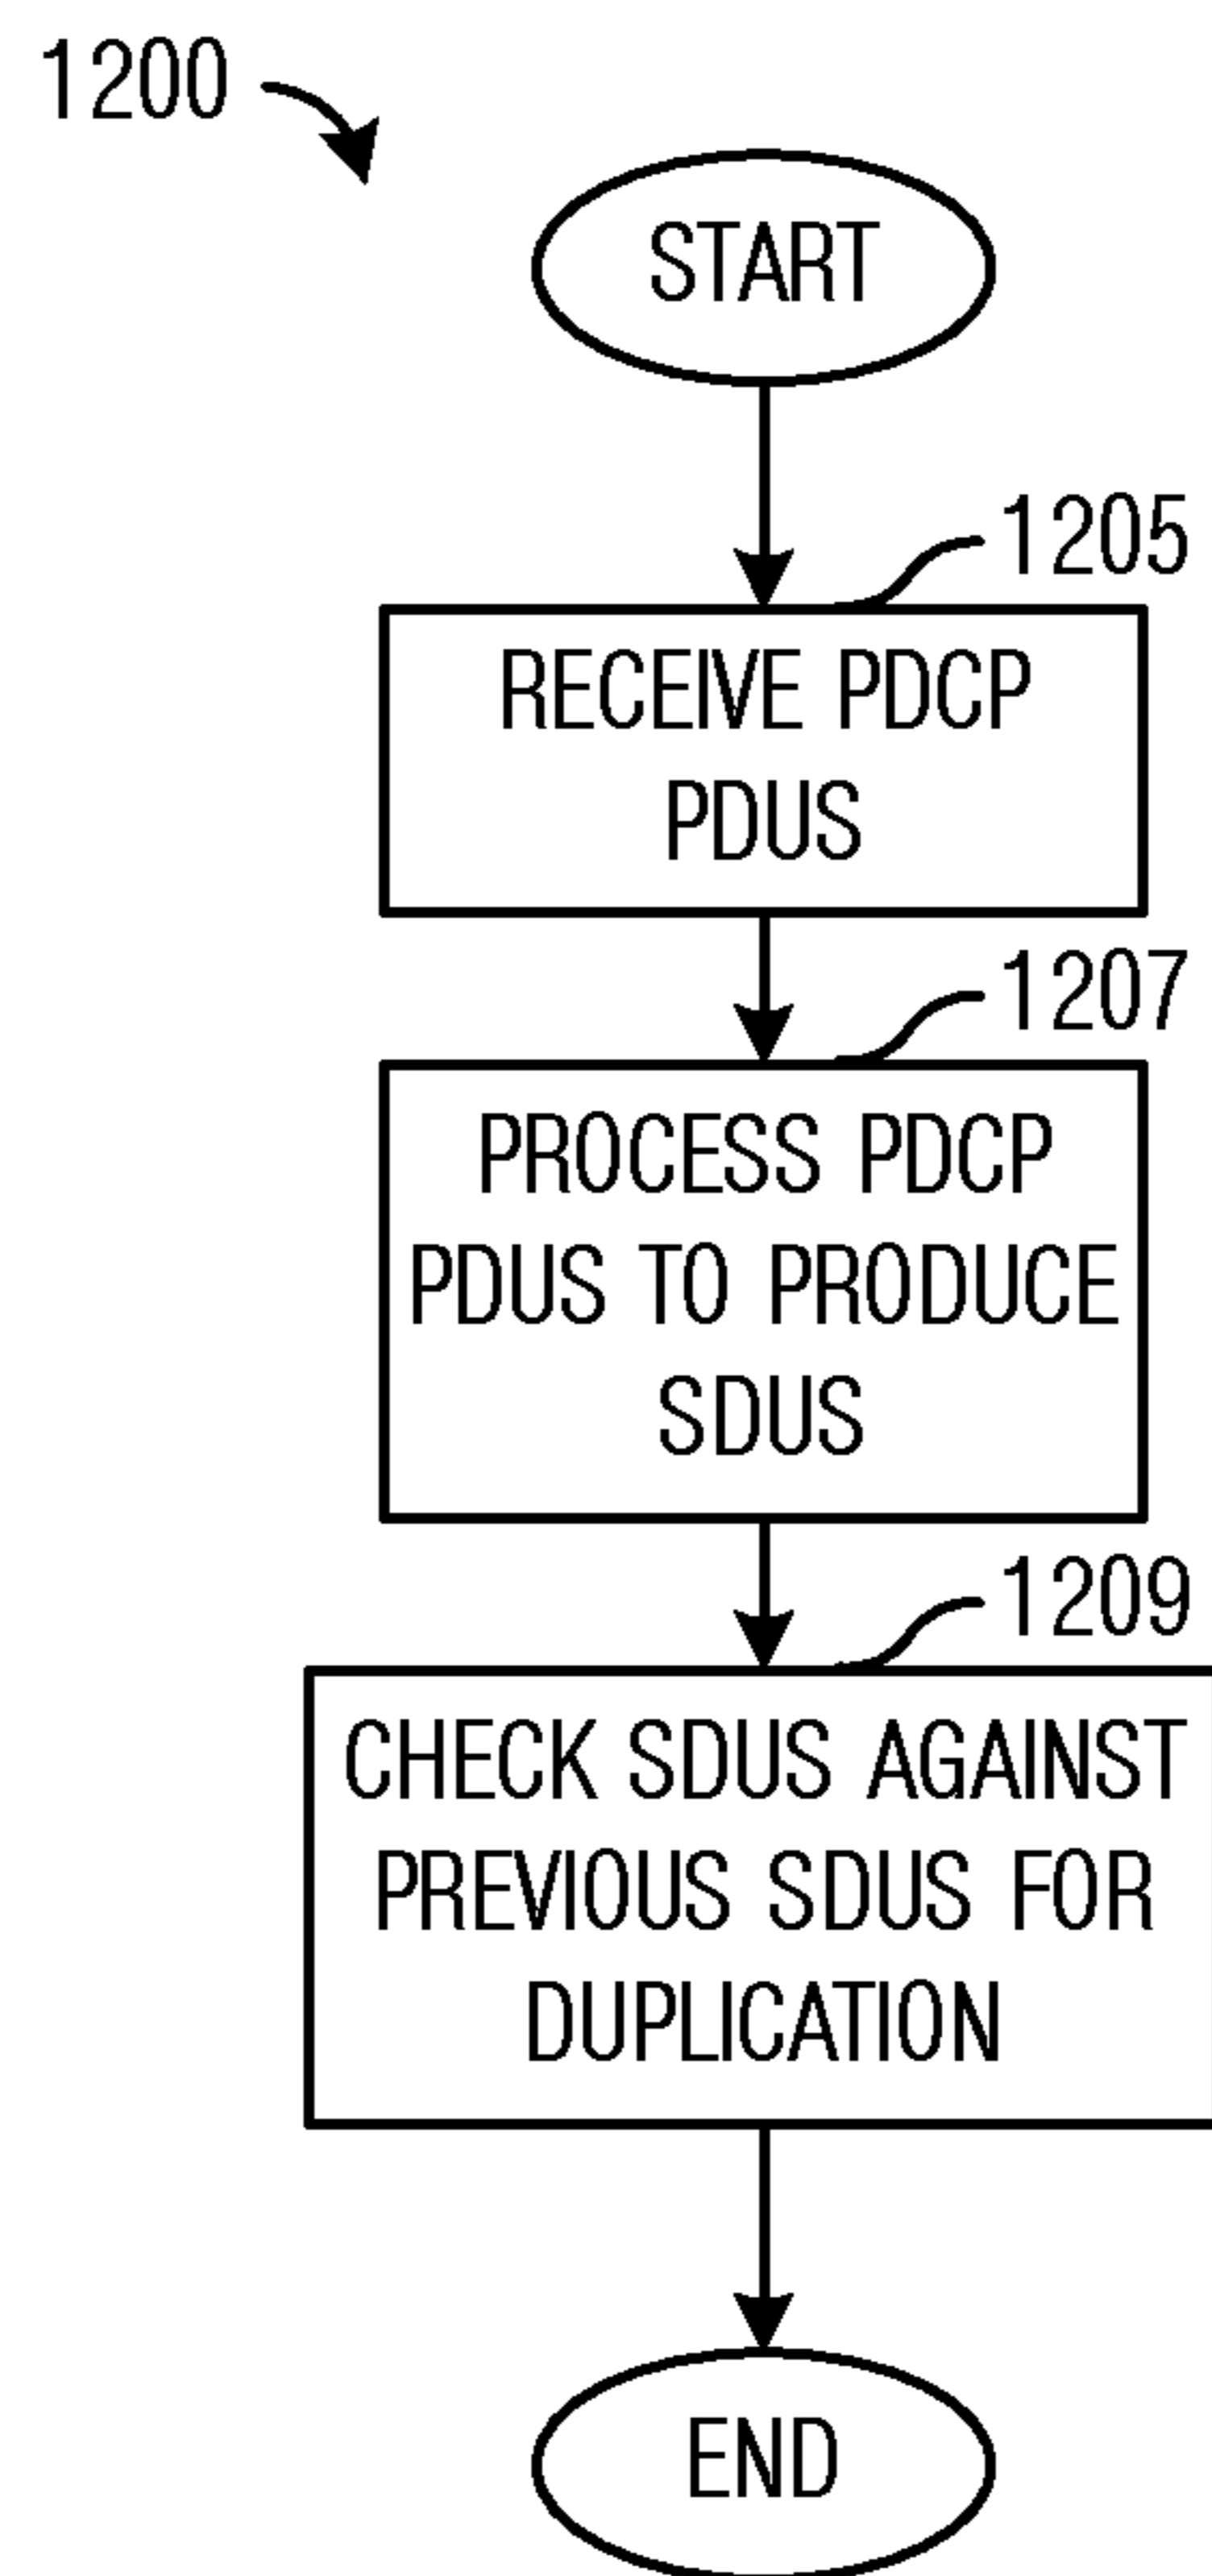 1200
START
1205
RECEIVE PDCP
PDUS
1207
PROCESS PDCP
PDUS TO PRODUCE
SDUS
1209
CHECK SDUS AGAINST
PREVIOUS SDUS FOR
DUPLICATION
END